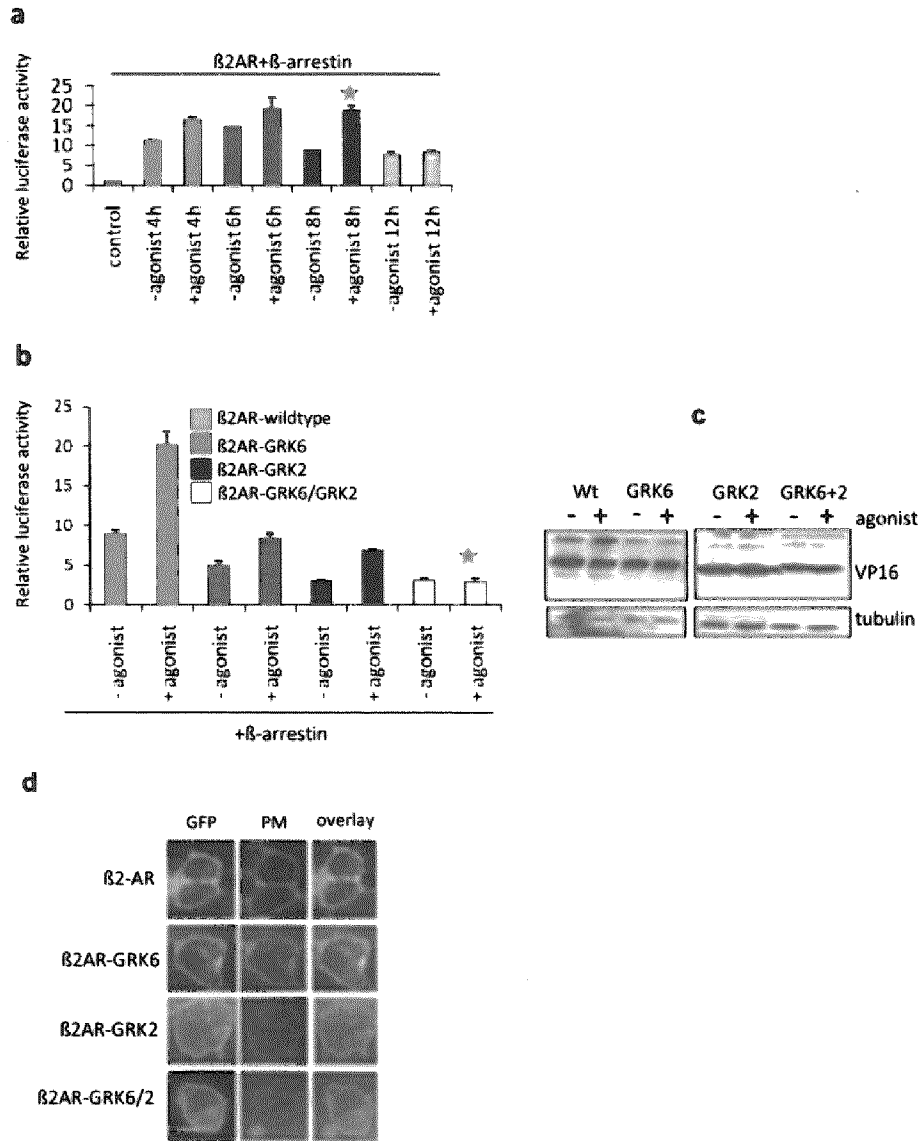 a
ß2AR+ß-arrestin
Relative luciferase activity
25
20
15
10
5
0
control
-agonist 4h
+agonist 4h
-agonist 6h
+agonist 6h
-agonist 8h
+agonist 8h
-agonist 12h
+agonist 12h
b
Relative luciferase activity
25
20
15
10
5
0
ß2AR-wildtype
ß2AR-GRK6
ß2AR-GRK2
ß2AR-GRK6/GRK2
- agonist
+ agonist
- agonist
+ agonist
- agonist
+ agonist
- agonist
+ agonist
+ß-arrestin
c
Wt GRK6 GRK2 GRK6+2
- + - + - + - + agonist
VP16
tubulin
d
GFP PM overlay
ß2-AR
ß2AR-GRK6
ß2AR-GRK2
ß2AR-GRK6/2